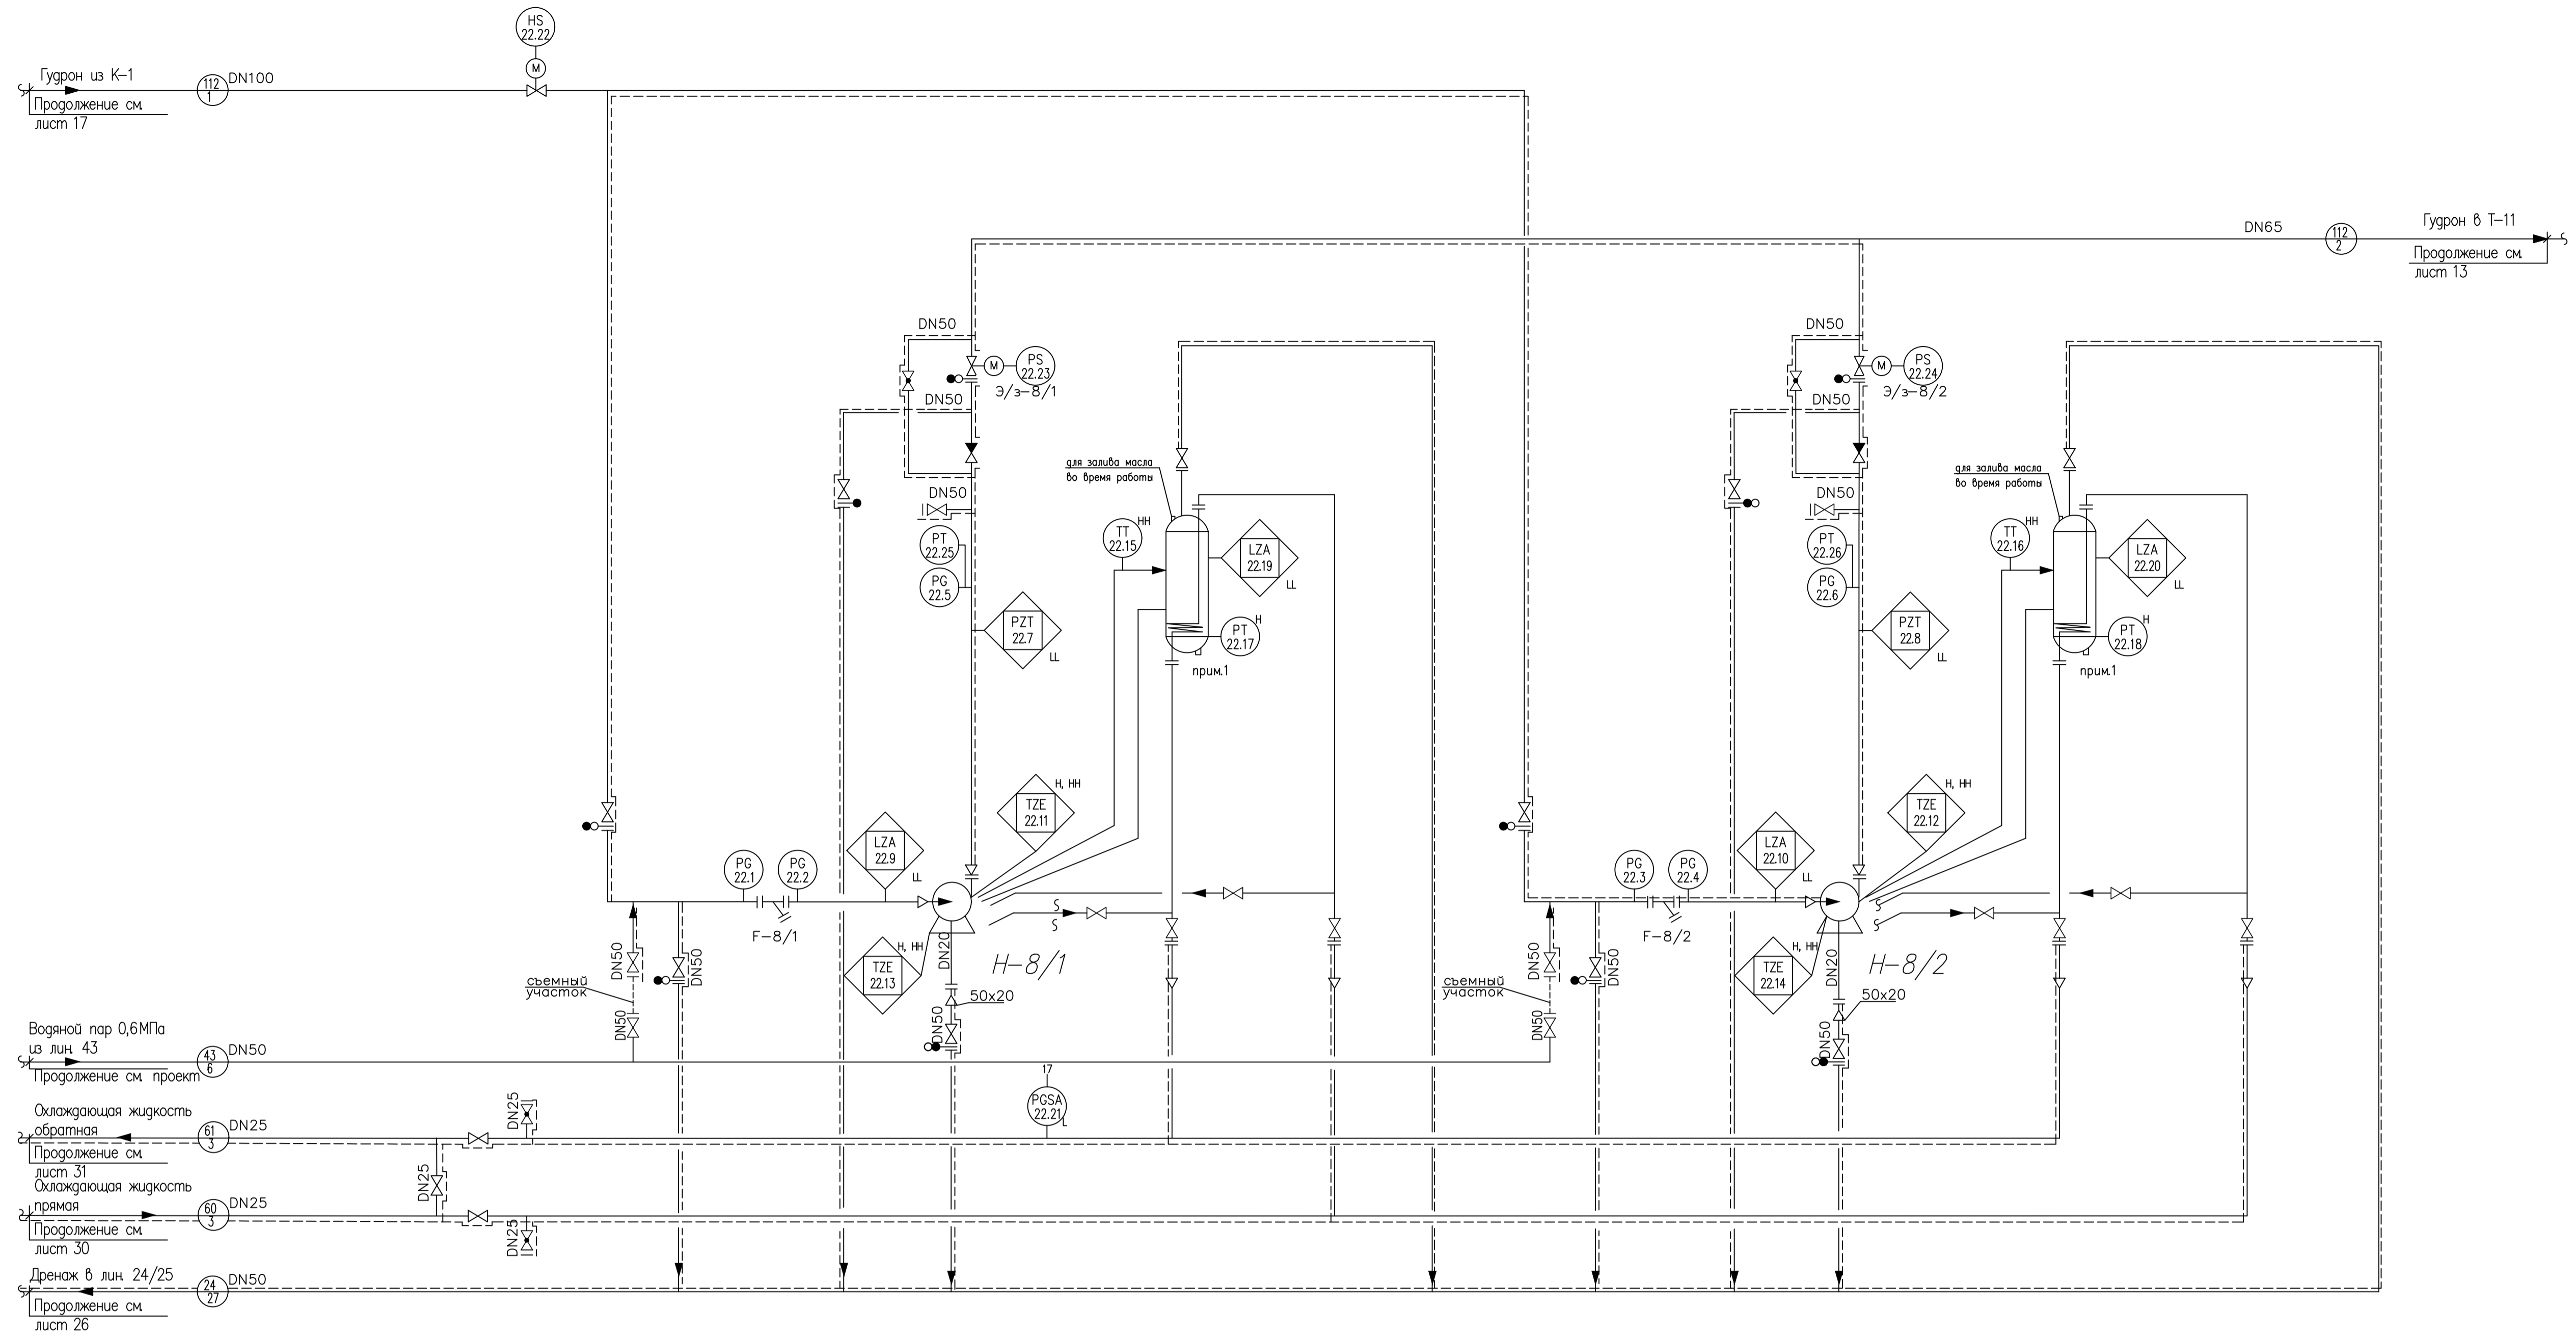 HS
22.22
M
Гудрон из К-1
112
1
DN100
Продолжение см.
лист 17
DN65
112
2
Гудрон в Т-11
Продолжение см.
лист 13
DN50
M
PS
22.23
Э/з-8/1
DN50
DN50
PT
22.25
PG
22.5
PZT
22.7
LL
для залива масла
во время работы
TT
22.15
HH
LZA
22.19
LL
PT
22.17
H
прим.1
DN50
M
PS
22.24
Э/з-8/2
DN50
DN50
PT
22.26
PG
22.6
PZT
22.8
LL
для залива масла
во время работы
TT
22.16
HH
LZA
22.20
LL
PT
22.18
H
прим.1
TZE
22.11
H, HH
LZA
22.9
LL
PG
22.1
PG
22.2
F-8/1
TZE
22.13
H, HH
DN20
Н-8/1
50x20
DN50
DN50
DN50
съемный
участок
DN50
TZE
22.12
H, HH
LZA
22.10
LL
PG
22.3
PG
22.4
F-8/2
TZE
22.14
H, HH
DN20
Н-8/2
50x20
DN50
DN50
DN50
съемный
участок
DN50
Водяной пар 0,6МПа
из лин. 43
43
6
DN50
Продолжение см. проект
17
PGSA
22.21
L
Охлаждающая жидкость
обратная
61
3
DN25
DN25
Продолжение см.
лист 31
DN25
Охлаждающая жидкость
прямая
60
3
DN25
DN25
Продолжение см.
лист 30
Дренаж в лин. 24/25
24
27
DN50
Продолжение см.
лист 26